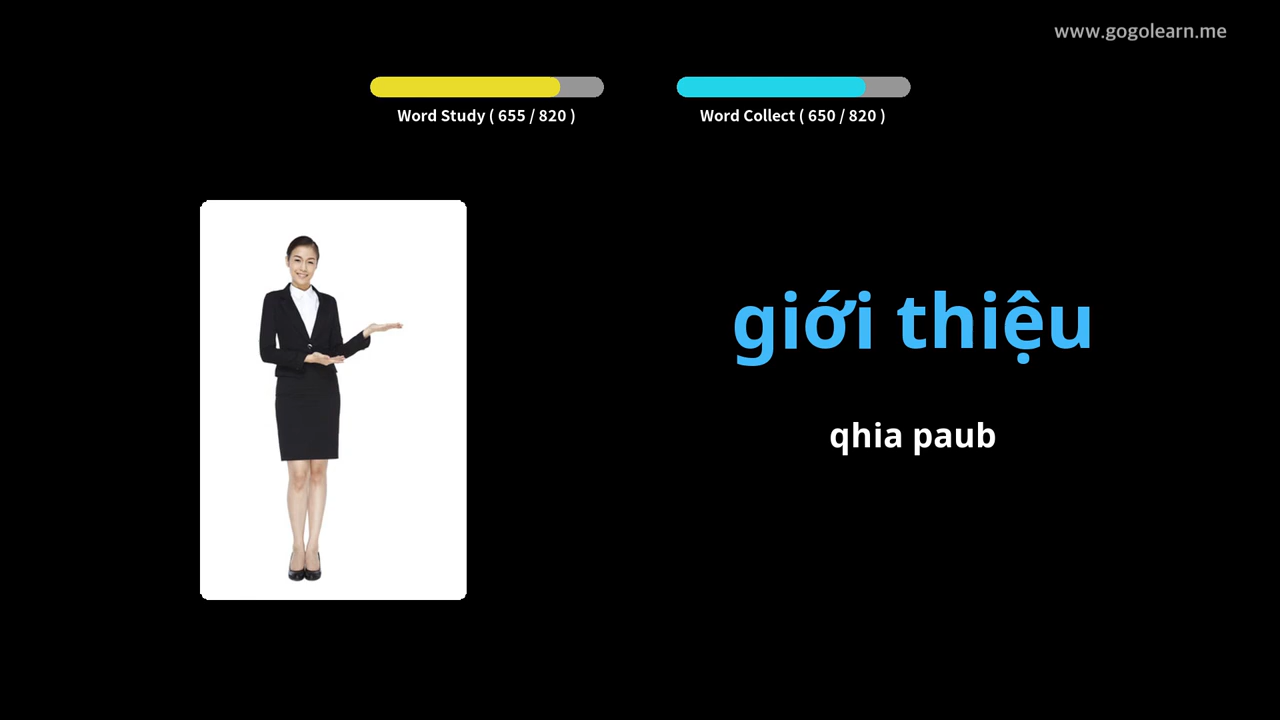 www.gogolearn.me
Word Study ( 655 / 820 )
Word Collect ( 650 / 820 )
giới thiệu
qhia paub